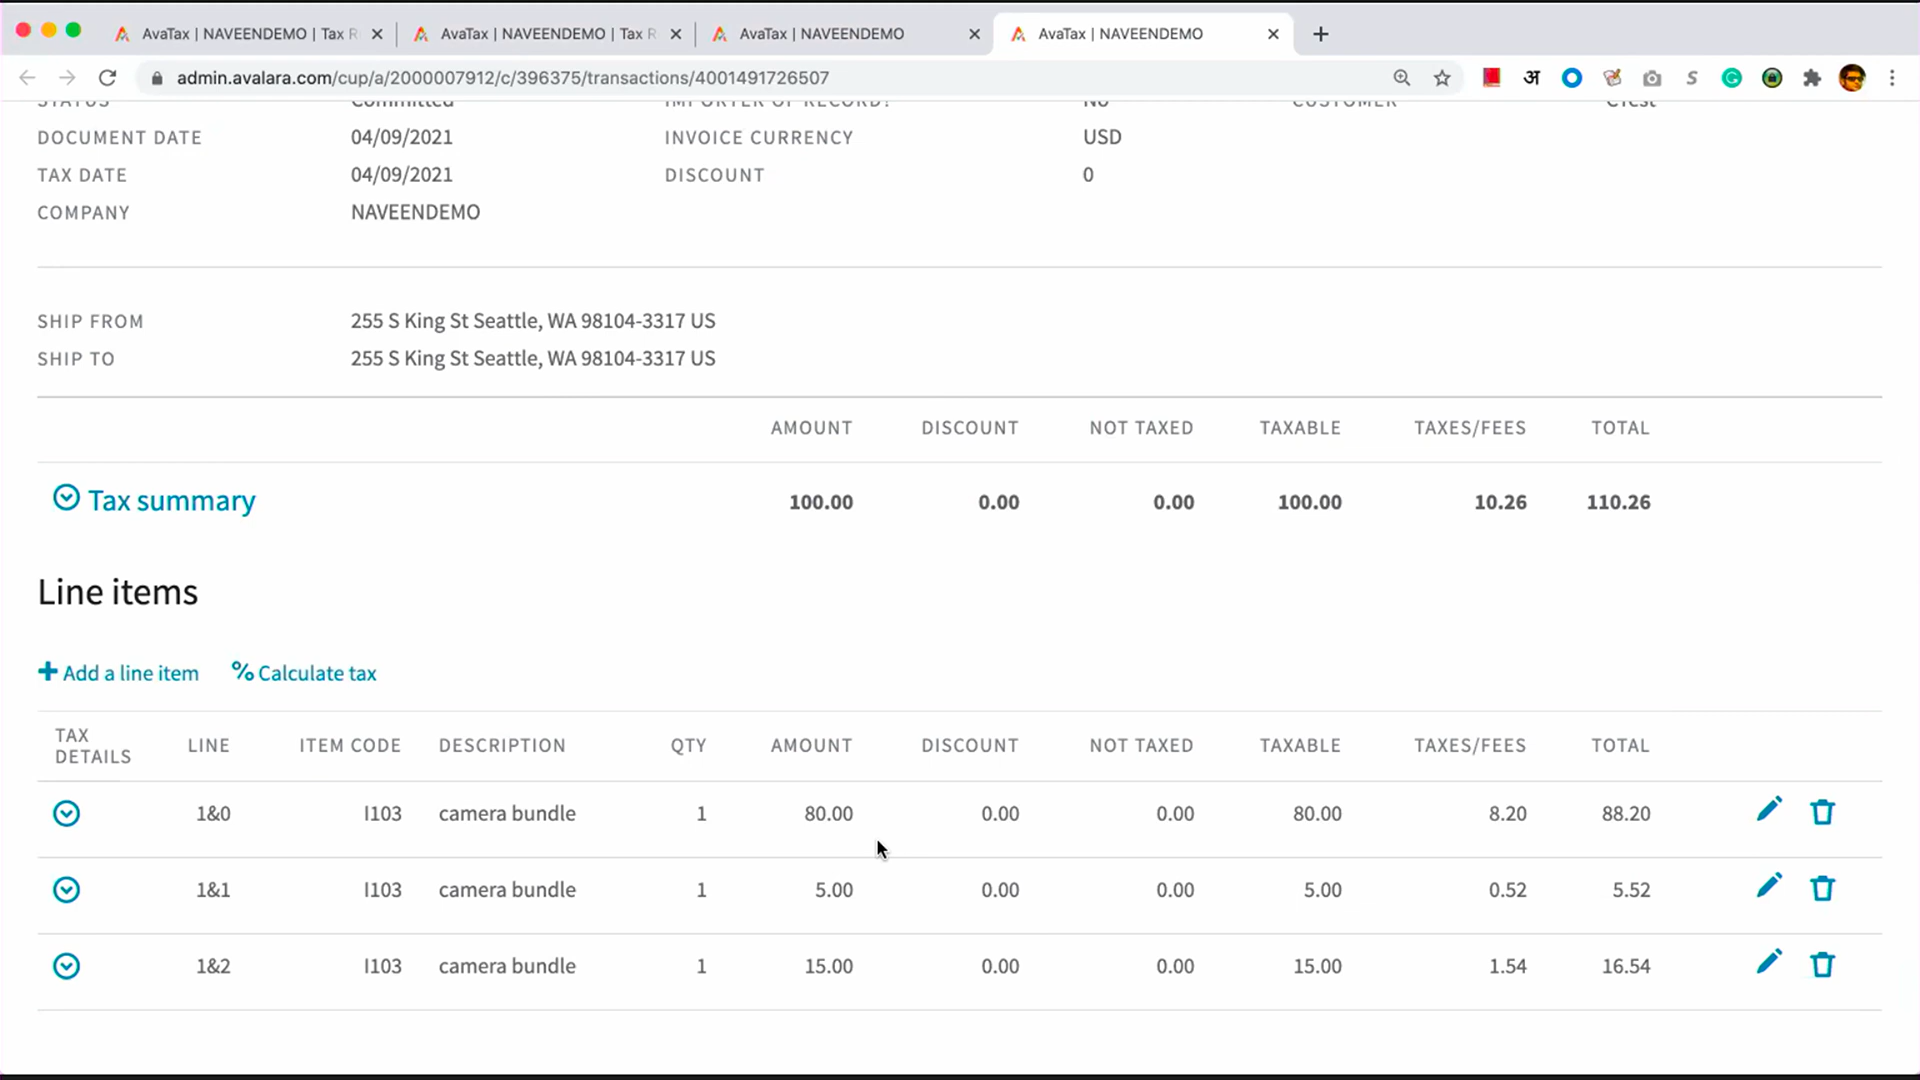 AvaTax | NAVEENDEMO | Tax R
AvaTax | NAVEENDEMO | Tax R
AvaTax | NAVEENDEMO
AvaTax | NAVEENDEMO
admin.avalara.com/cup/a/2000007912/c/396375/transactions/4001491726507
STATUS Committed IMPORTER OF RECORD? No CUSTOMER Crest
DOCUMENT DATE 04/09/2021 INVOICE CURRENCY USD
TAX DATE 04/09/2021 DISCOUNT 0
COMPANY NAVEENDEMO
SHIP FROM 255 S King St Seattle, WA 98104-3317 US
SHIP TO 255 S King St Seattle, WA 98104-3317 US
AMOUNT DISCOUNT NOT TAXED TAXABLE TAXES/FEES TOTAL
Tax summary 100.00 0.00 0.00 100.00 10.26 110.26
Line items
+ Add a line item % Calculate tax
TAX DETAILS LINE ITEM CODE DESCRIPTION QTY AMOUNT DISCOUNT NOT TAXED TAXABLE TAXES/FEES TOTAL
1&0 I103 camera bundle 1 80.00 0.00 0.00 80.00 8.20 88.20
1&1 I103 camera bundle 1 5.00 0.00 0.00 5.00 0.52 5.52
1&2 I103 camera bundle 1 15.00 0.00 0.00 15.00 1.54 16.54